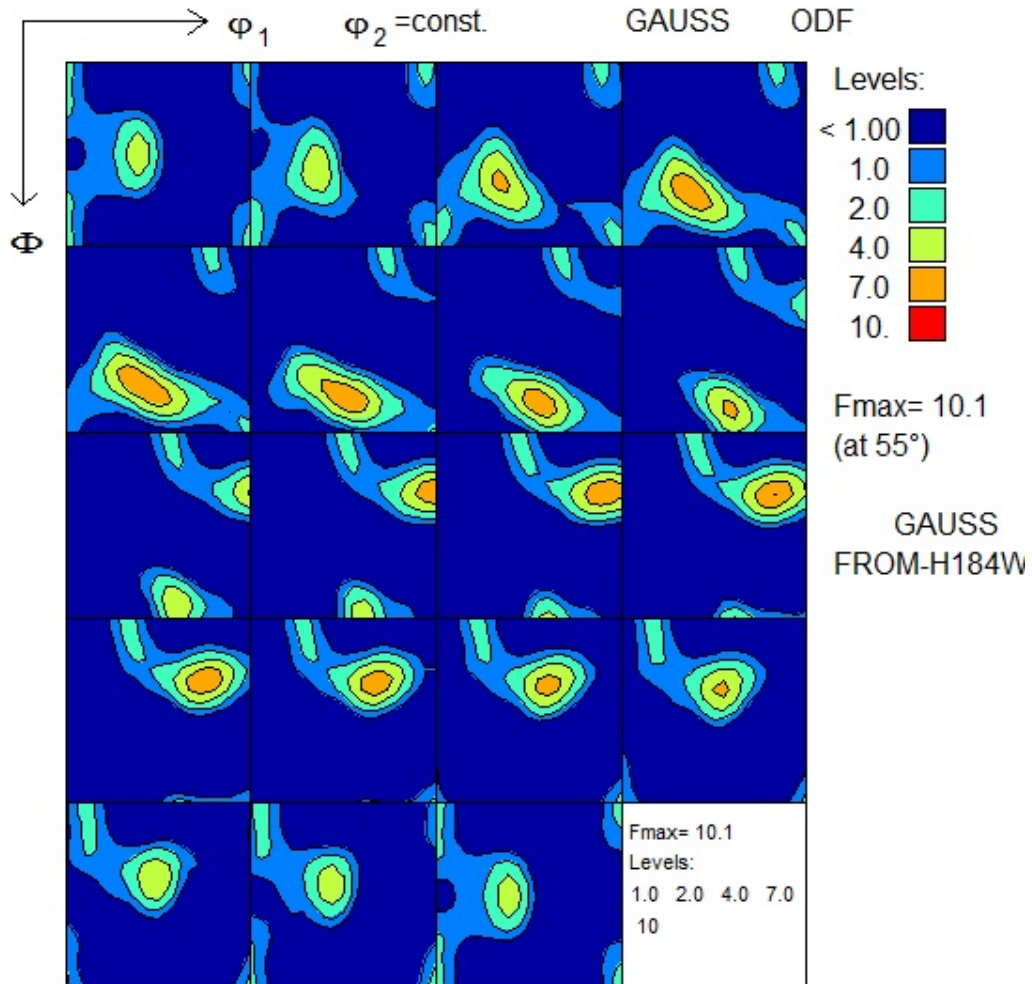 φ1 φ2 =const. GAUSS ODF
Φ
Levels:
< 1.00
1.0
2.0
4.0
7.0
10.
Fmax= 10.1
(at 55°)
GAUSS
FROM-H184W
Fmax= 10.1
Levels:
1.0 2.0 4.0 7.0
10